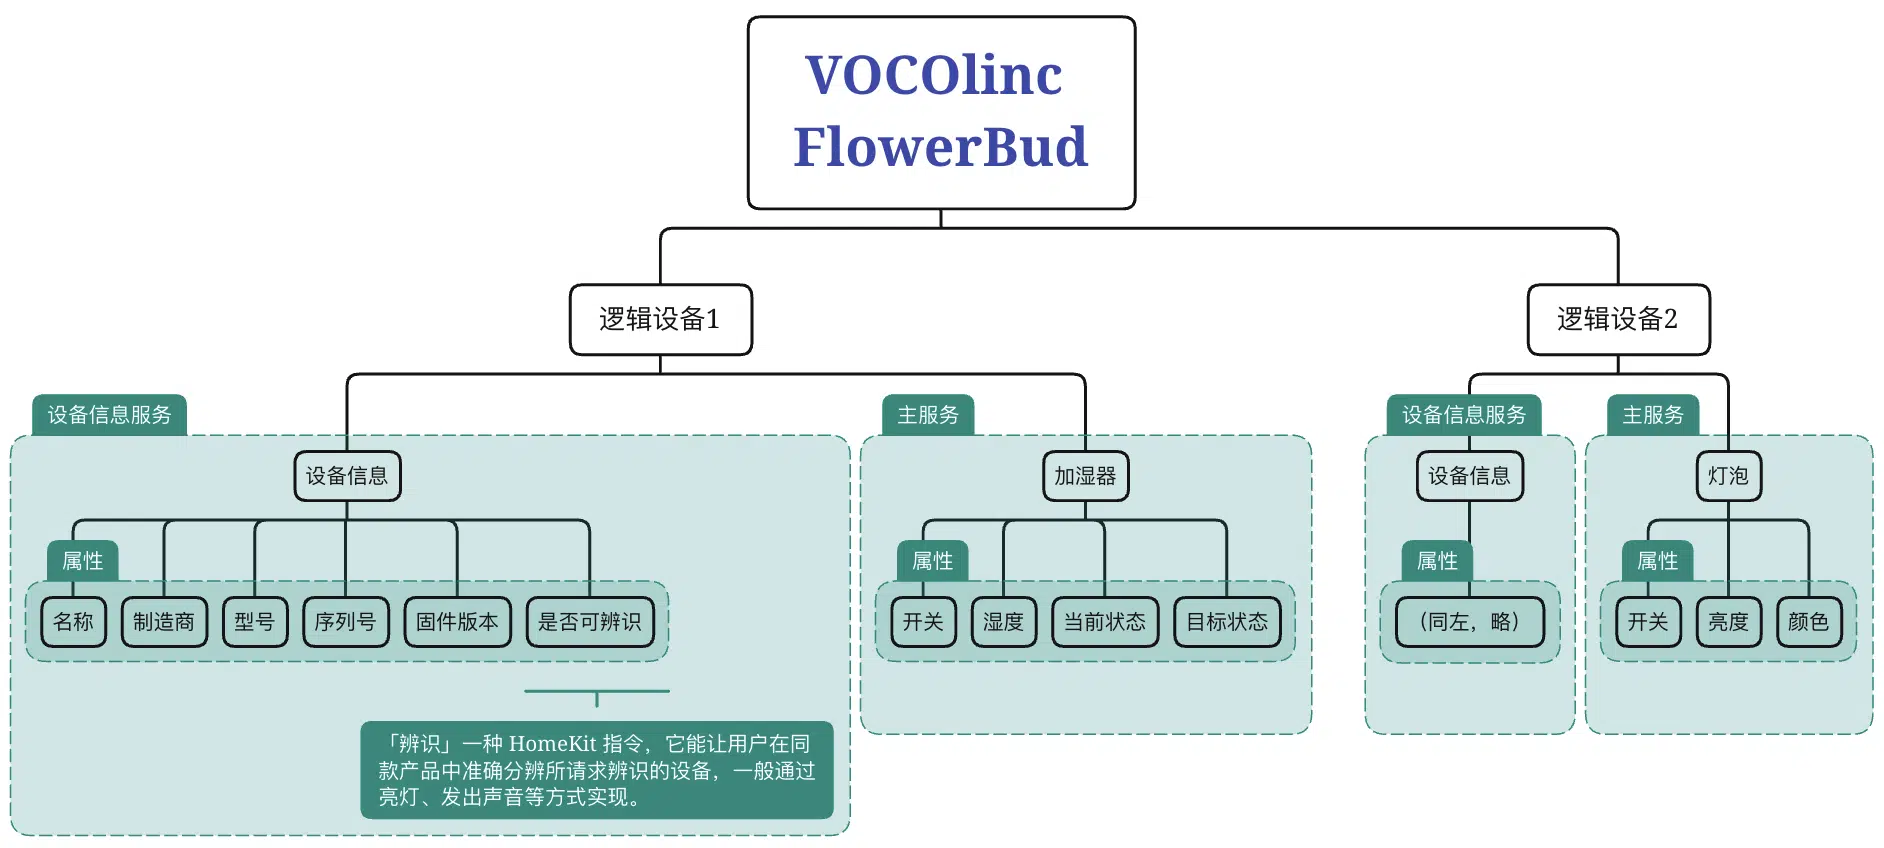 VOCOlinc
FlowerBud
逻辑设备1
逻辑设备2
设备信息服务
主服务
设备信息服务
主服务
设备信息
加湿器
设备信息
灯泡
属性
属性
属性
属性
名称
制造商
型号
序列号
固件版本
是否可辨识
开关
湿度
当前状态
目标状态
（同左，略）
开关
亮度
颜色
「辨识」一种 HomeKit 指令，它能让用户在同
款产品中准确分辨所请求辨识的设备，一般通过
亮灯、发出声音等方式实现。